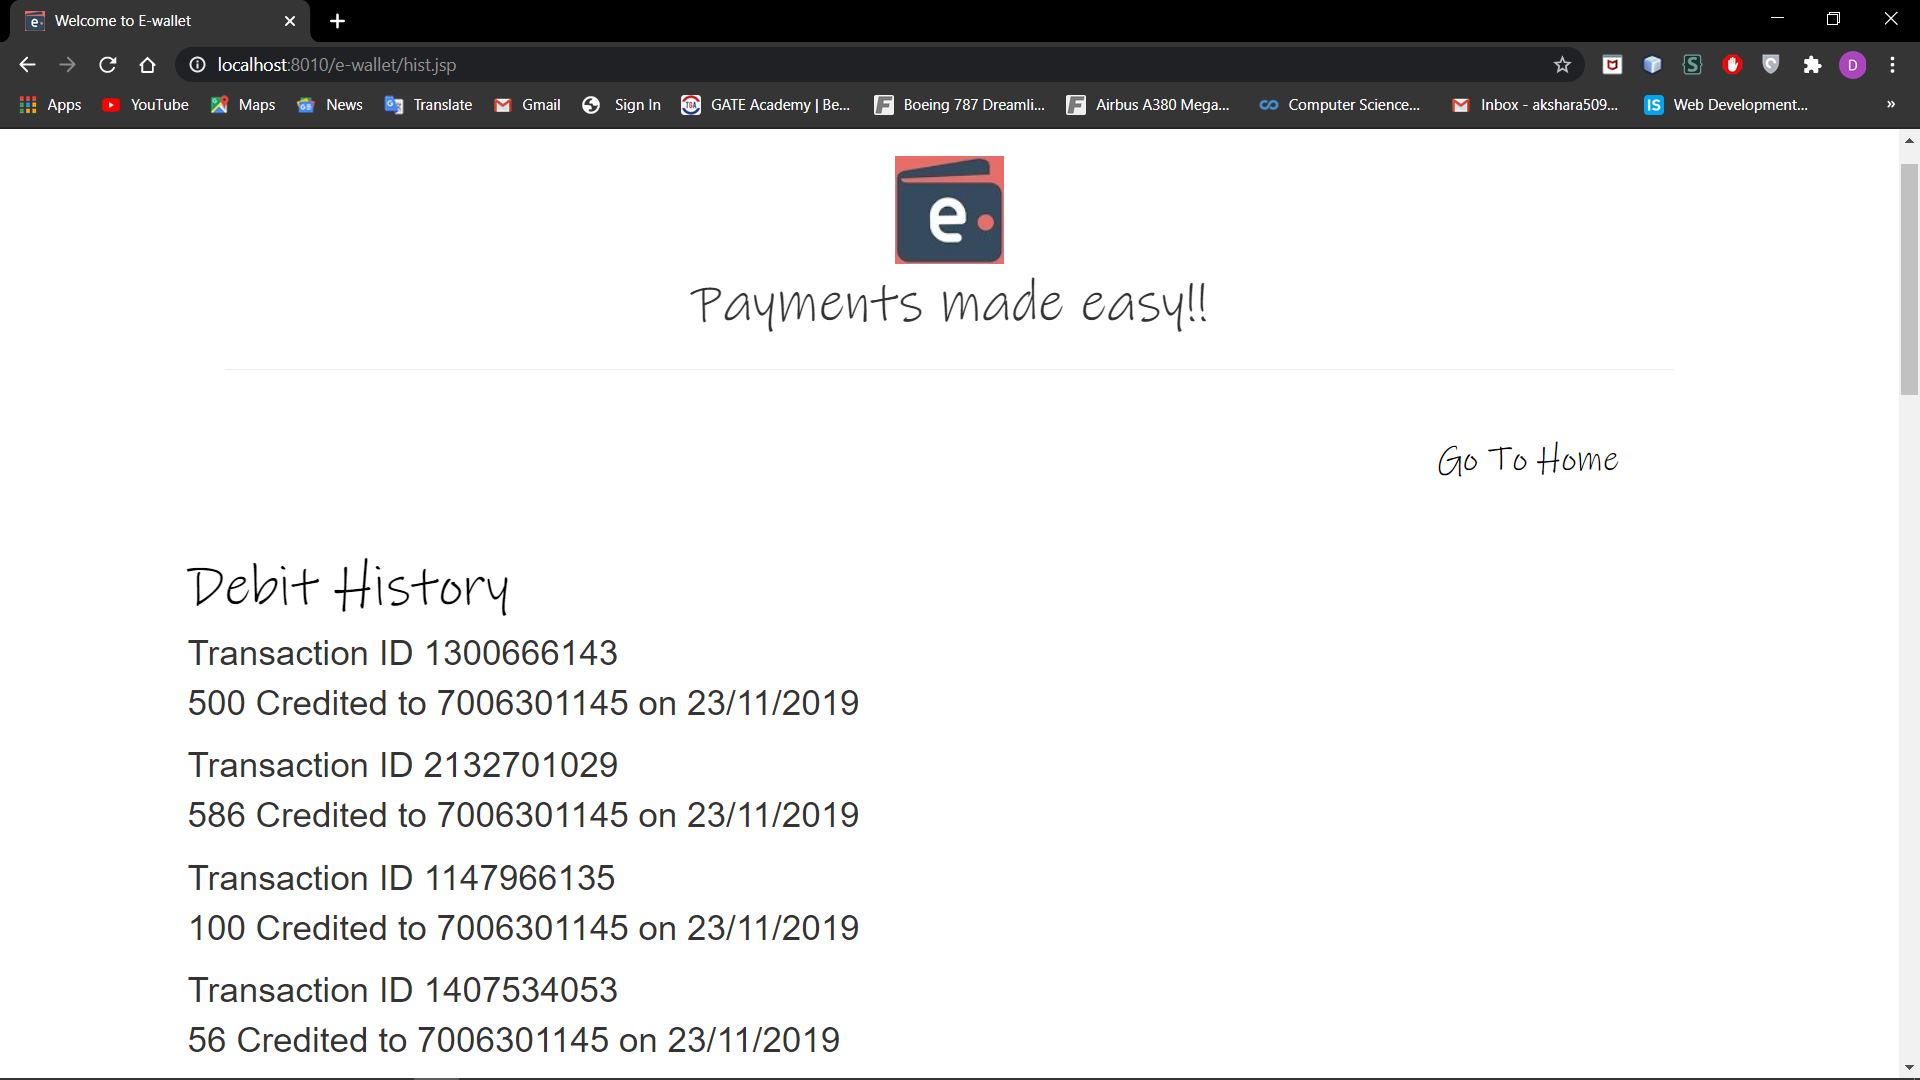 Welcome to E-wallet
localhost:8010/e-wallet/hist.jsp
D
Apps YouTube Maps News Translate Gmail Sign In GATE Academy | Be... Boeing 787 Dreamli... Airbus A380 Mega... Computer Science... Inbox - akshara509... Web Development...
e
Payments made easy!!
Go To Home
Debit History
Transaction ID 1300666143
500 Credited to 7006301145 on 23/11/2019
Transaction ID 2132701029
586 Credited to 7006301145 on 23/11/2019
Transaction ID 1147966135
100 Credited to 7006301145 on 23/11/2019
Transaction ID 1407534053
56 Credited to 7006301145 on 23/11/2019